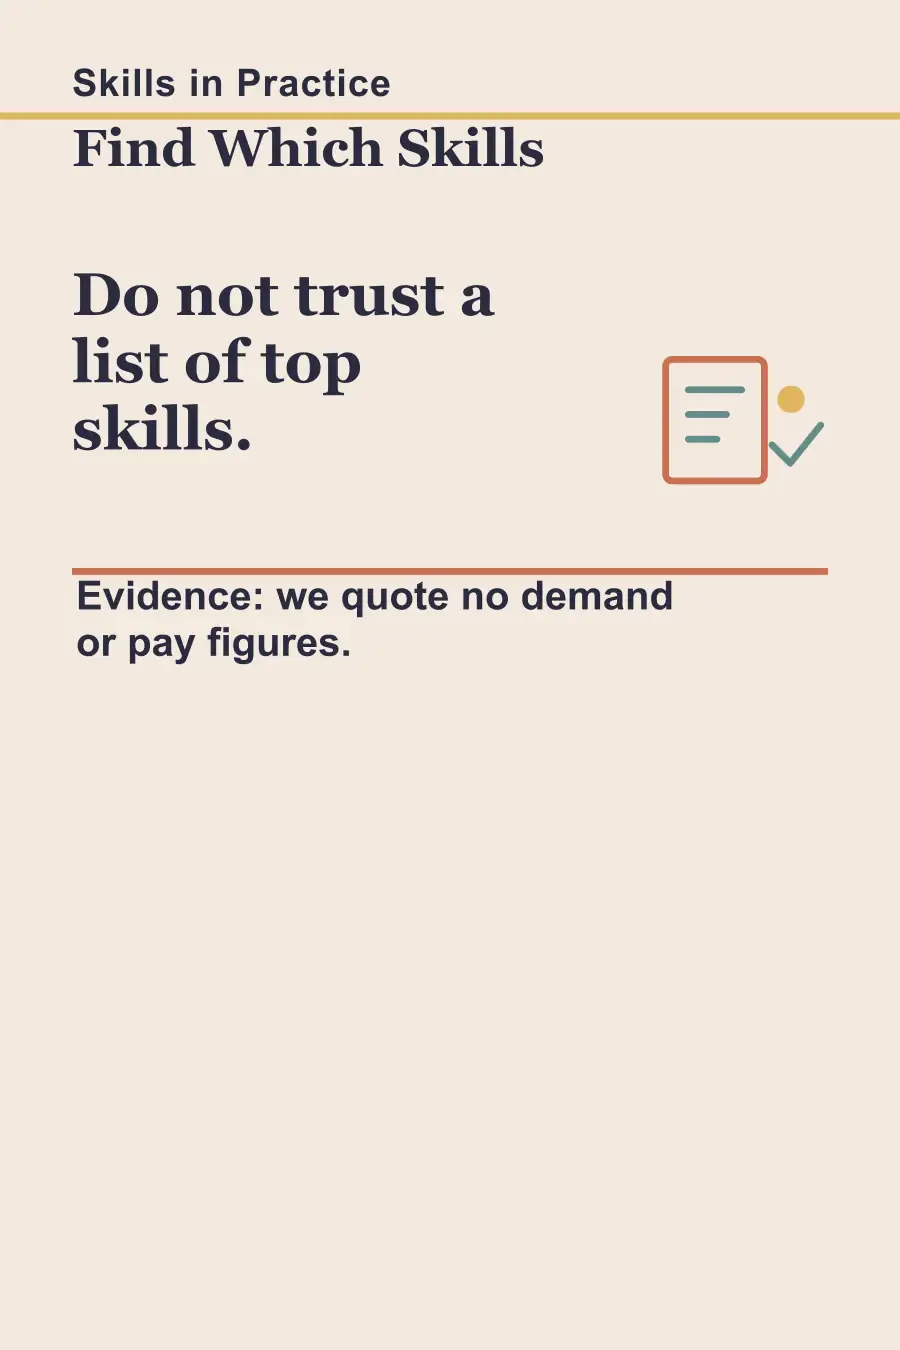 Skills in Practice
Find Which Skills
Do not trust a
list of top
skills.
Evidence: we quote no demand
or pay figures.